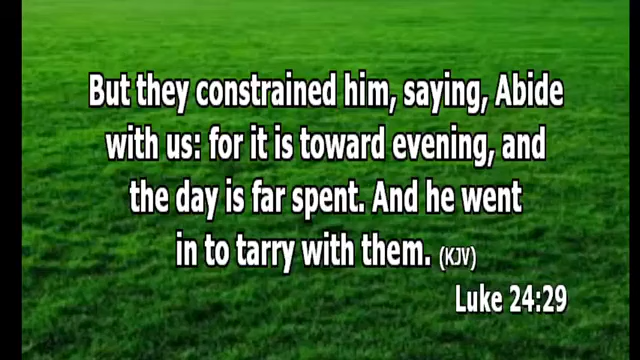 But they constrained him, saying, Abide
with us: for it is toward evening, and
the day is far spent. And he went
in to tarry with them. (KJV)
Luke 24:29